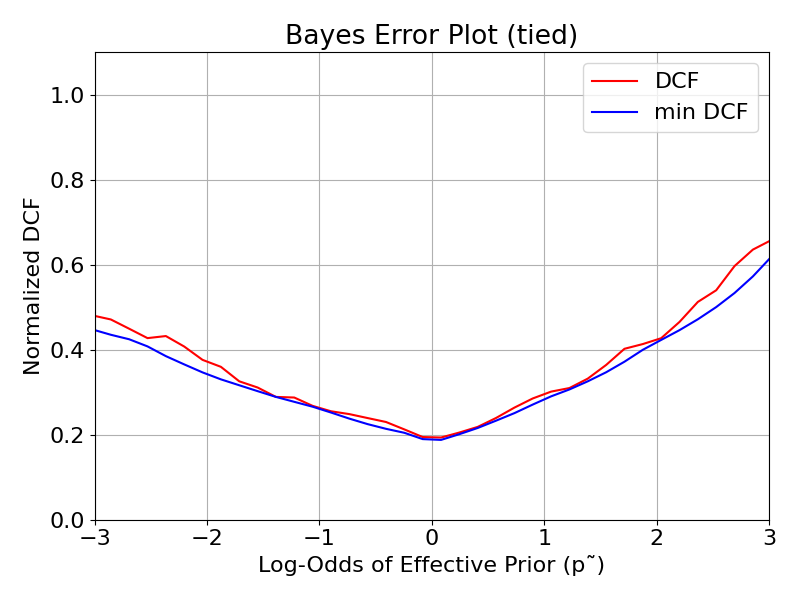 Bayes Error Plot (tied)
DCF
min DCF
Normalized DCF
1.0
0.8
0.6
0.4
0.2
0.0
−3 −2 −1 0 1 2 3
Log-Odds of Effective Prior (p˜)